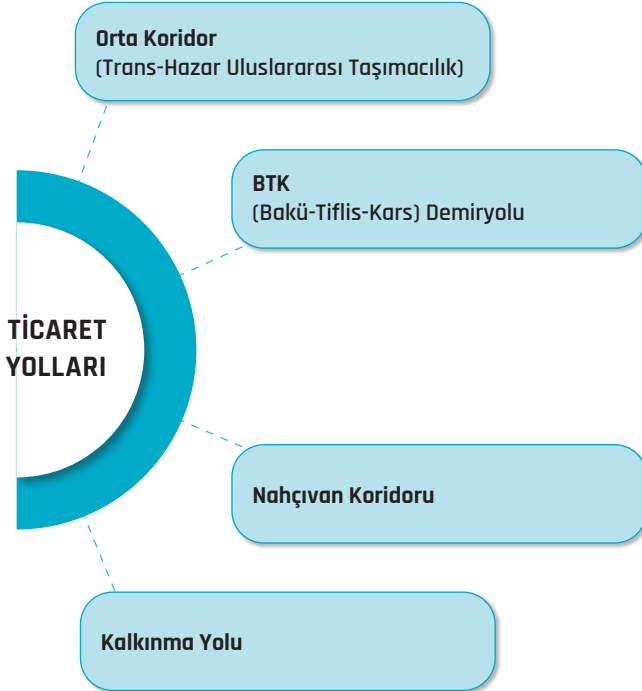 Orta Koridor
(Trans-Hazar Uluslararası Taşımacılık)
BTK
(Bakü-Tiflis-Kars) Demiryolu
TİCARET
YOLLARI
Nahçıvan Koridoru
Kalkınma Yolu